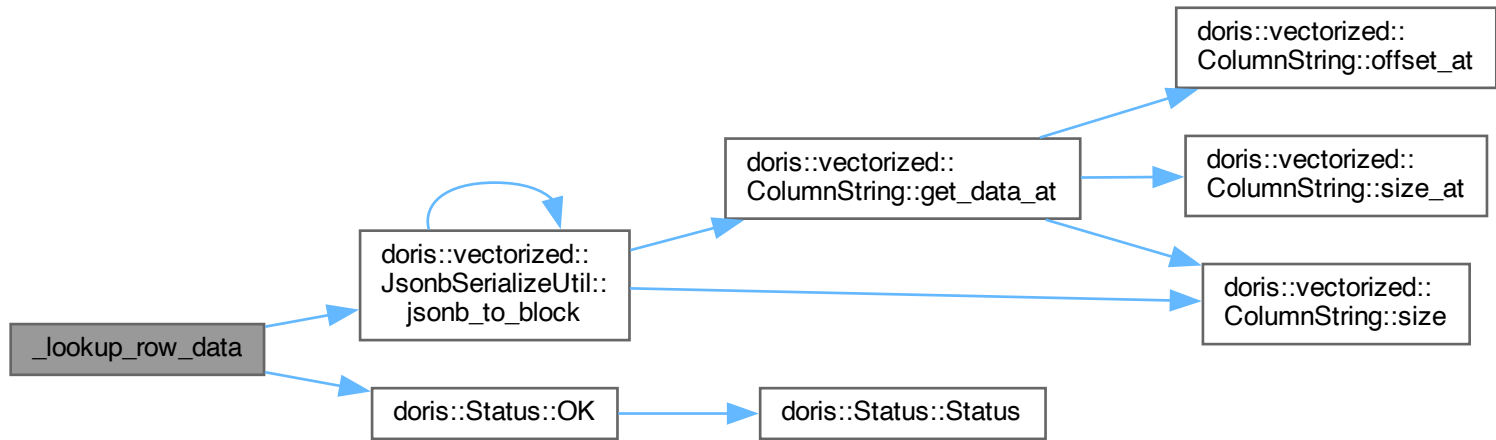 _lookup_row_data
doris::vectorized::
JsonbSerializeUtil::
jsonb_to_block
doris::Status::OK
doris::vectorized::
ColumnString::get_data_at
doris::Status::Status
doris::vectorized::
ColumnString::offset_at
doris::vectorized::
ColumnString::size_at
doris::vectorized::
ColumnString::size